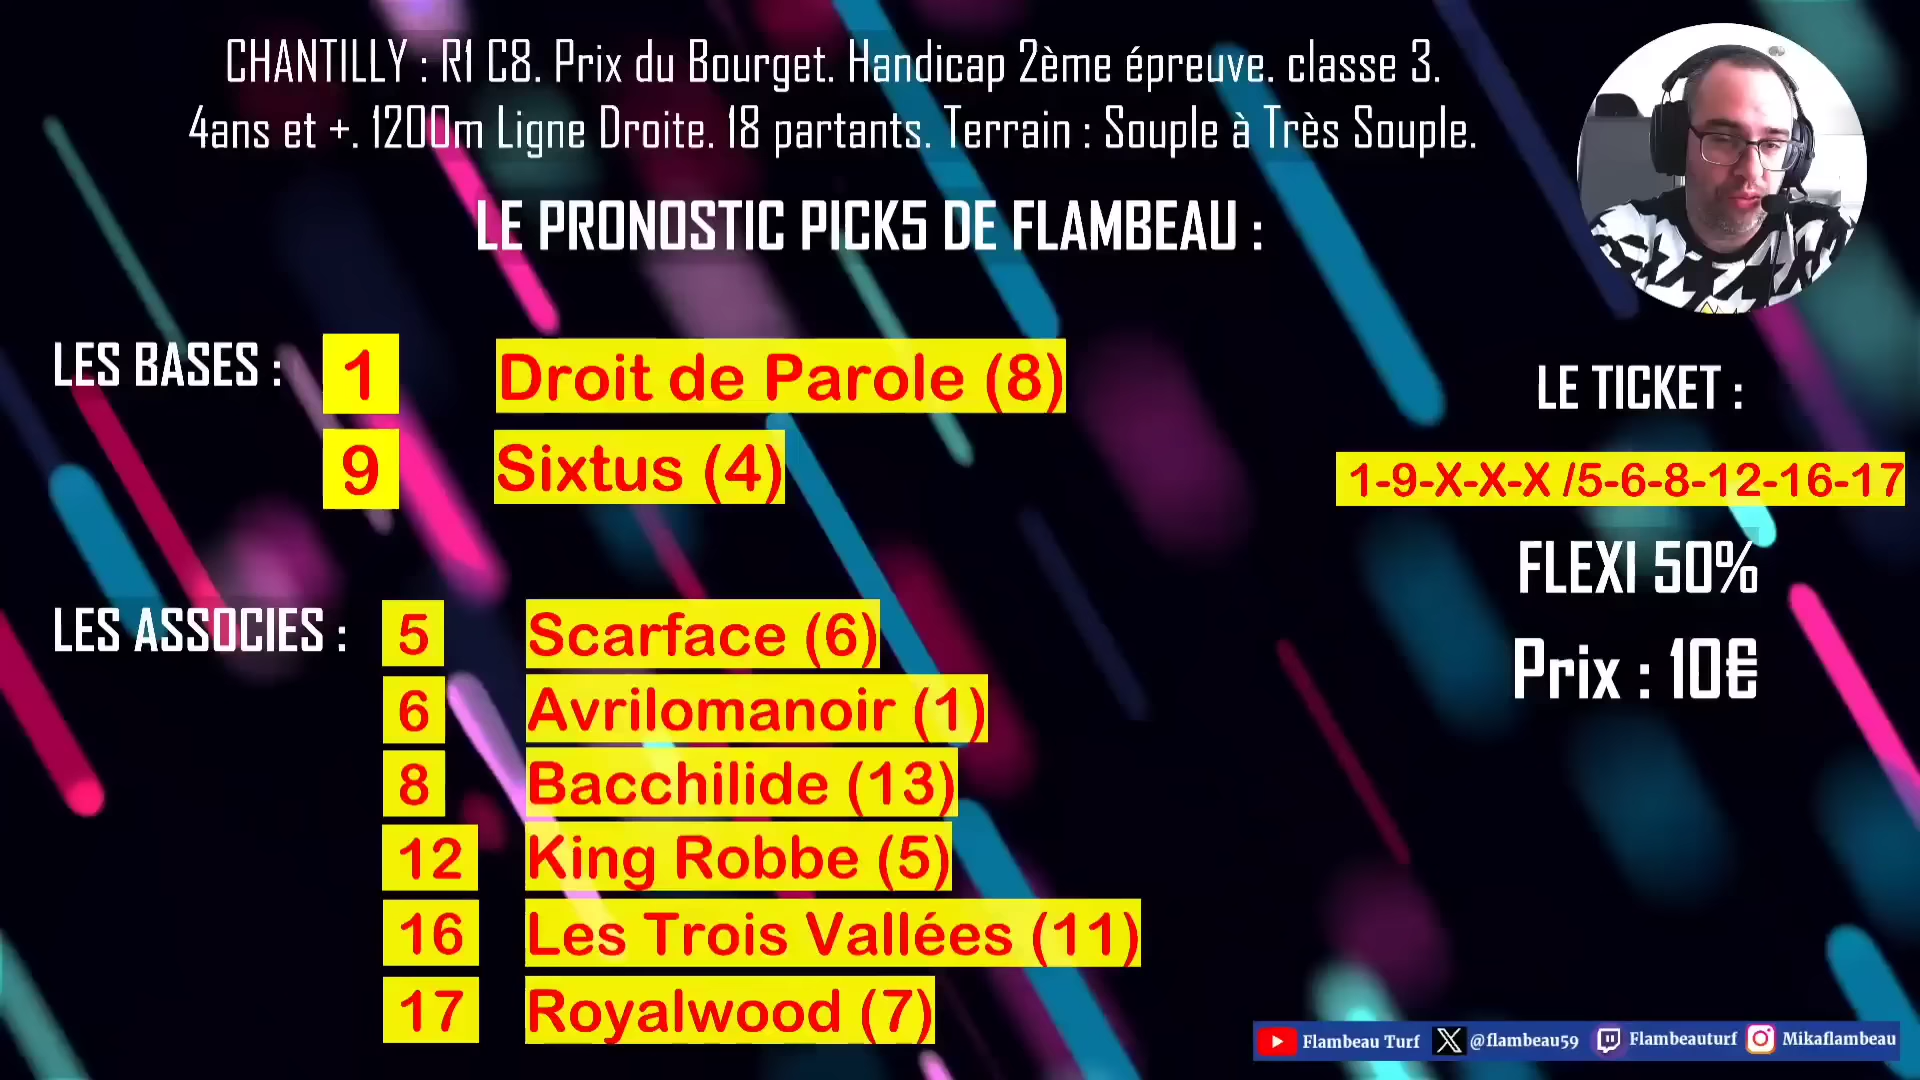 CHANTILLY : R1 C8. Prix du Bourget. Handicap 2ème épreuve. classe 3.
4ans et +. 1200m Ligne Droite. 18 partants. Terrain : Souple à Très Souple.
LE PRONOSTIC PICK5 DE FLAMBEAU :
LES BASES : 1 Droit de Parole (8)
9 Sixtus (4)
LES ASSOCIES : 5 Scarface (6)
6 Avrilomanoir (1)
8 Bacchilide (13)
12 King Robbe (5)
16 Les Trois Vallées (11)
17 Royalwood (7)
LE TICKET :
1-9-X-X-X /5-6-8-12-16-17
FLEXI 50%
Prix : 10€
Flambeau Turf @flambeau59 Flambeauturf Mikaflambeau